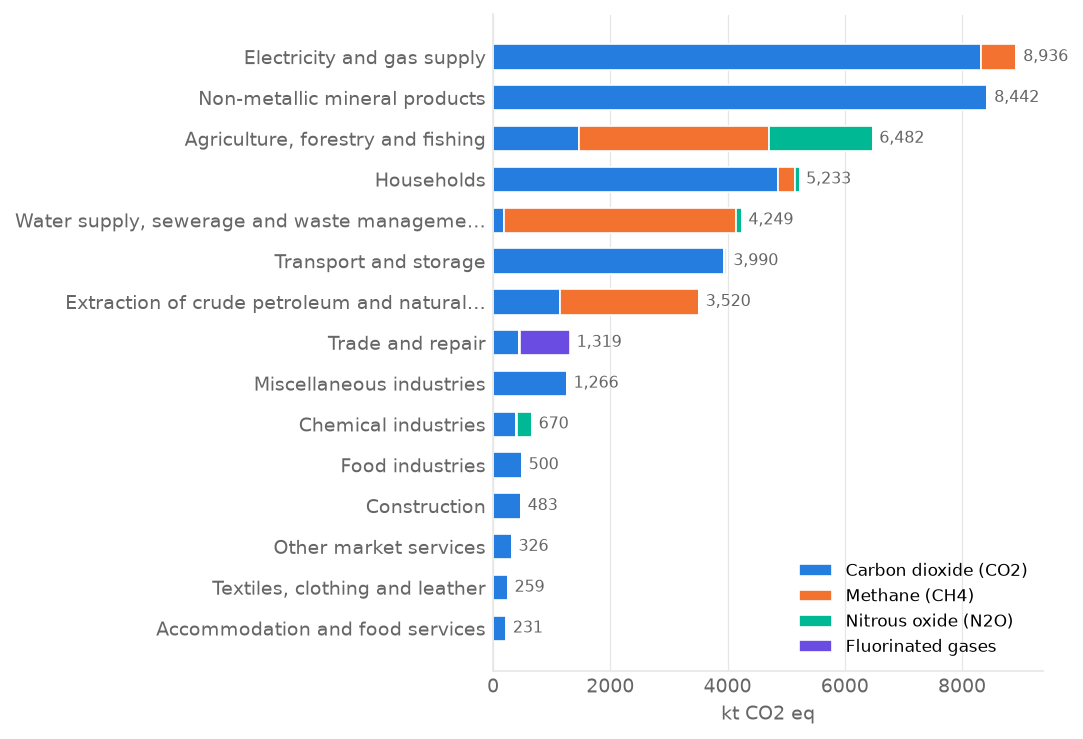 Electricity and gas supply 8,936
Non-metallic mineral products 8,442
Agriculture, forestry and fishing 6,482
Households 5,233
Water supply, sewerage and waste manageme... 4,249
Transport and storage 3,990
Extraction of crude petroleum and natural... 3,520
Trade and repair 1,319
Miscellaneous industries 1,266
Chemical industries 670
Food industries 500
Construction 483
Other market services 326
Textiles, clothing and leather 259
Accommodation and food services 231
Carbon dioxide (CO2)
Methane (CH4)
Nitrous oxide (N2O)
Fluorinated gases
0 2000 4000 6000 8000
kt CO2 eq